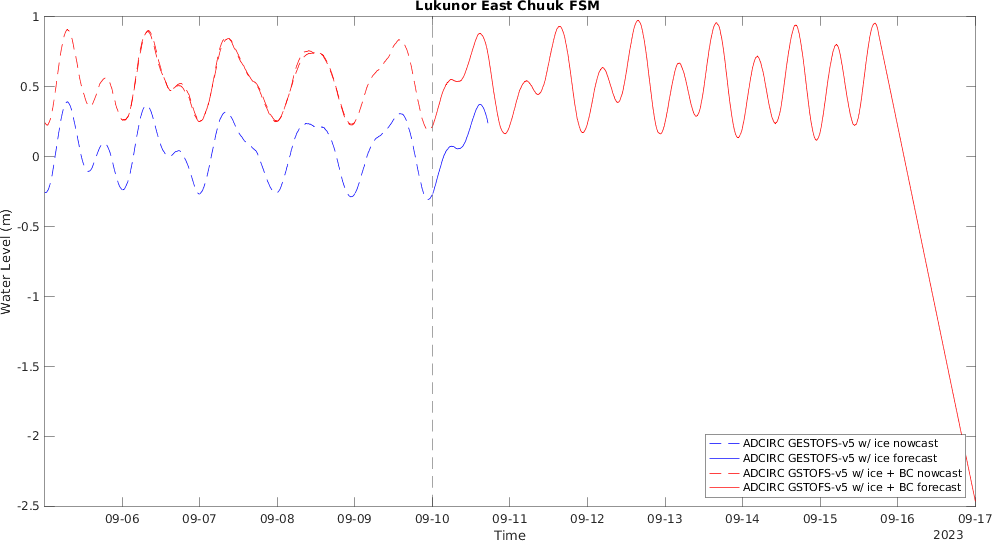 Lukunor East Chuuk FSM
Water Level (m)
1
0.5
0
-0.5
-1
-1.5
-2
-2.5
ADCIRC GESTOFS-v5 w/ ice nowcast
ADCIRC GESTOFS-v5 w/ ice forecast
ADCIRC GSTOFS-v5 w/ ice + BC nowcast
ADCIRC GSTOFS-v5 w/ ice + BC forecast
09-06 09-07 09-08 09-09 09-10 09-11 09-12 09-13 09-14 09-15 09-16 09-17
Time
2023